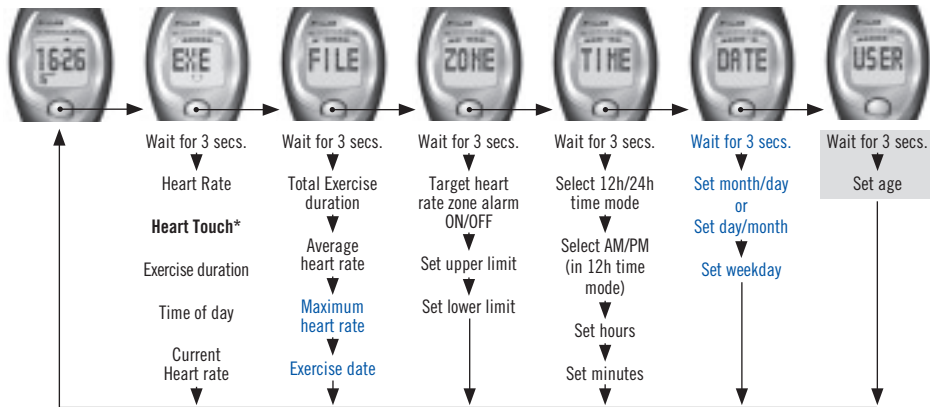 16:26
EXE
FILE
ZONE
TIME
DATE
USER
Wait for 3 secs.
Heart Rate
Heart Touch*
Exercise duration
Time of day
Current
Heart rate
Wait for 3 secs.
Total Exercise
duration
Average
heart rate
Maximum
heart rate
Exercise date
Wait for 3 secs.
Target heart
rate zone alarm
ON/OFF
Set upper limit
Set lower limit
Wait for 3 secs.
Select 12h/24h
time mode
Select AM/PM
(in 12h time
mode)
Set hours
Set minutes
Wait for 3 secs.
Set month/day
or
Set day/month
Set weekday
Wait for 3 secs.
Set age